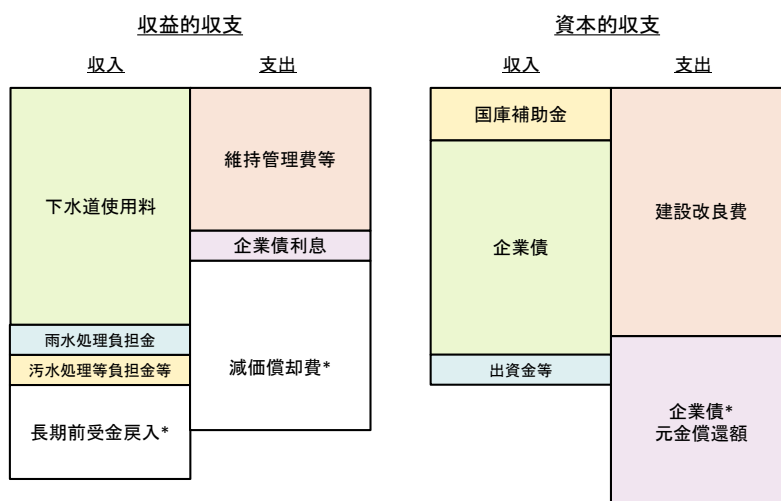 収益的収支
収入
支出
下水道使用料
雨水処理負担金
汚水処理等負担金等
長期前受金戻入*
維持管理費等
企業債利息
減価償却費*
資本的収支
収入
支出
国庫補助金
企業債
出資金等
建設改良費
企業債*
元金償還額